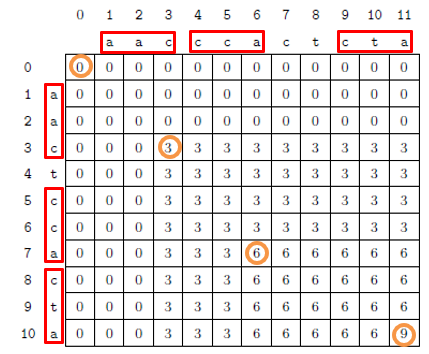 0 1 2 3 4 5 6 7 8 9 10 11
a a c c c a c t c t a
0 0 0 0 0 0 0 0 0 0 0 0 0
1 a 0 0 0 0 0 0 0 0 0 0 0 0
2 a 0 0 0 0 0 0 0 0 0 0 0 0
3 c 0 0 0 3 3 3 3 3 3 3 3 3
4 t 0 0 0 3 3 3 3 3 3 3 3 3
5 c 0 0 0 3 3 3 3 3 3 3 3 3
6 c 0 0 0 3 3 3 3 3 3 3 3 3
7 a 0 0 0 3 3 3 6 6 6 6 6 6
8 c 0 0 0 3 3 3 6 6 6 6 6 6
9 t 0 0 0 3 3 3 6 6 6 6 6 6
10 a 0 0 0 3 3 3 6 6 6 6 6 9